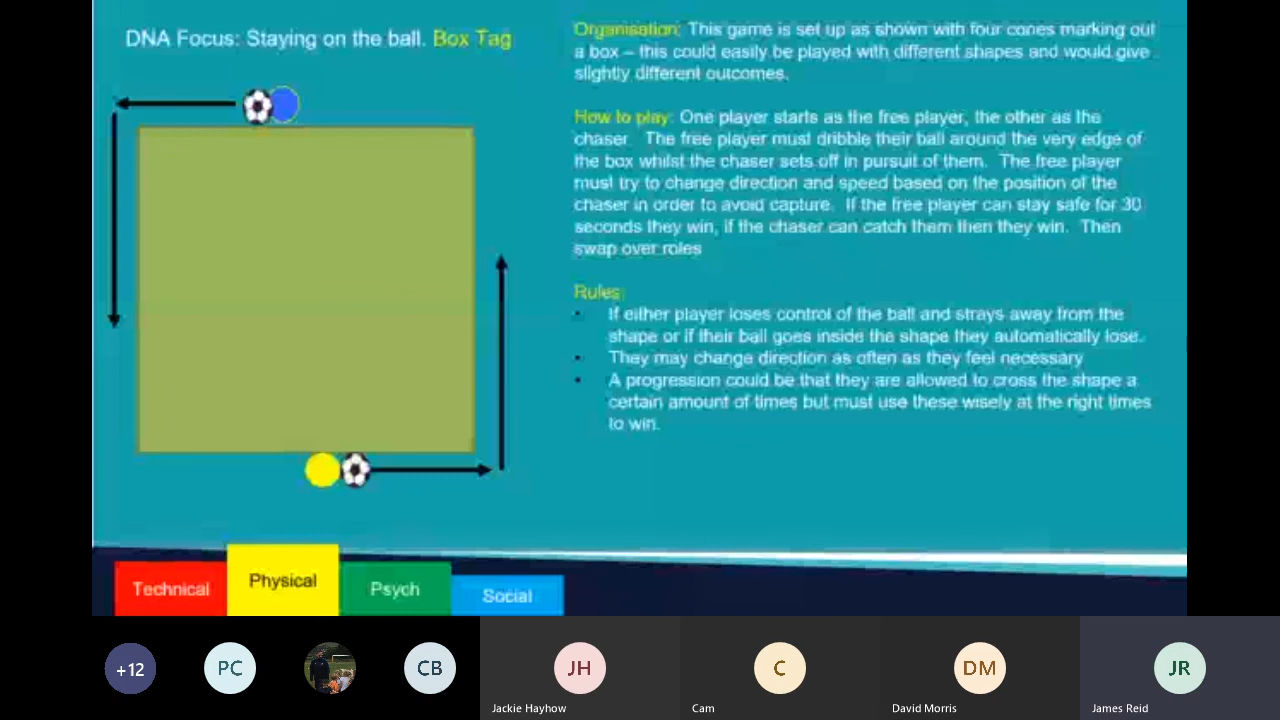 DNA Focus: Staying on the ball. Box Tag
Organisation: This game is set up as shown with four cones marking out
a box – this could easily be played with different shapes and would give
slightly different outcomes.
How to play: One player starts as the free player, the other as the
chaser. The free player must dribble their ball around the very edge of
the box whilst the chaser sets off in pursuit of them. The free player
must try to change direction and speed based on the position of the
chaser in order to avoid capture. If the free player can stay safe for 30
seconds they win, if the chaser can catch them then they win. Then
swap over roles
Rules:
• If either player loses control of the ball and strays away from the
shape or if their ball goes inside the shape they automatically lose.
• They may change direction as often as they feel necessary
• A progression could be that they are allowed to cross the shape a
certain amount of times but must use these wisely at the right times
to win.
Technical
Physical
Psych
Social
+12
PC
CB
JH
C
DM
JR
Jackie Hayhow
Cam
David Morris
James Reid